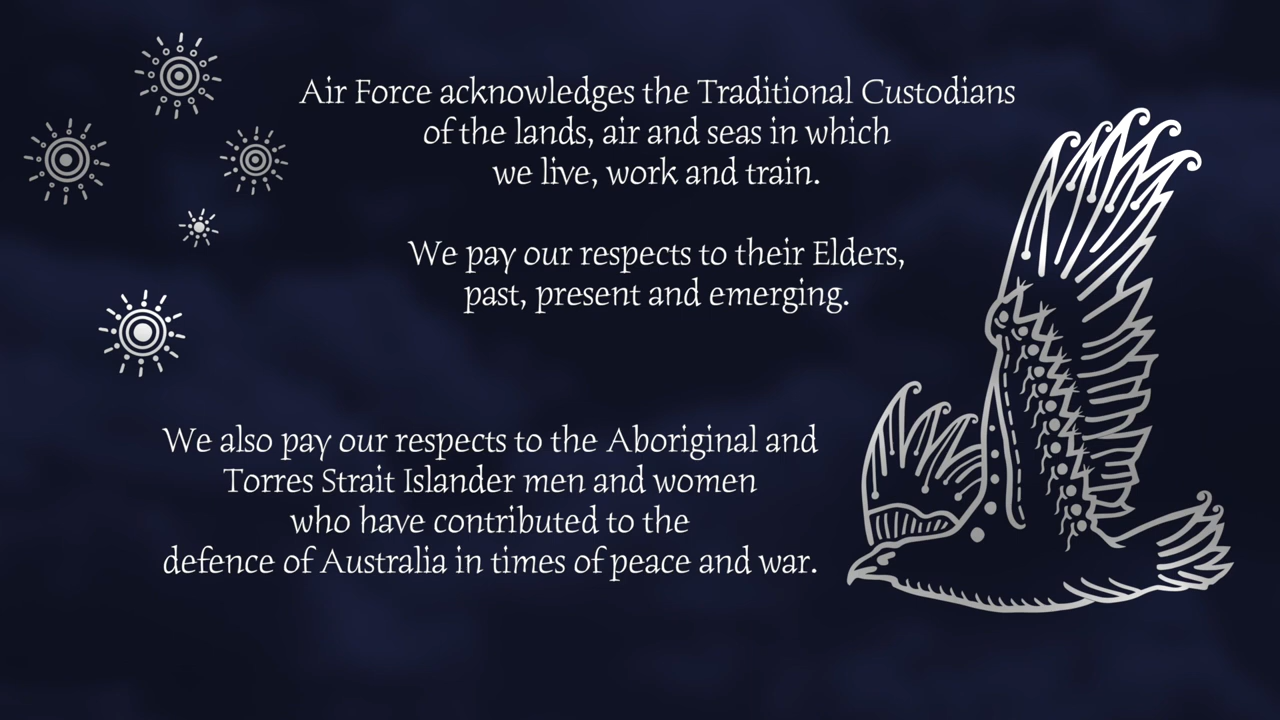 Air Force acknowledges the Traditional Custodians
of the lands, air and seas in which
we live, work and train.
We pay our respects to their Elders,
past, present and emerging.
We also pay our respects to the Aboriginal and
Torres Strait Islander men and women
who have contributed to the
defence of Australia in times of peace and war.